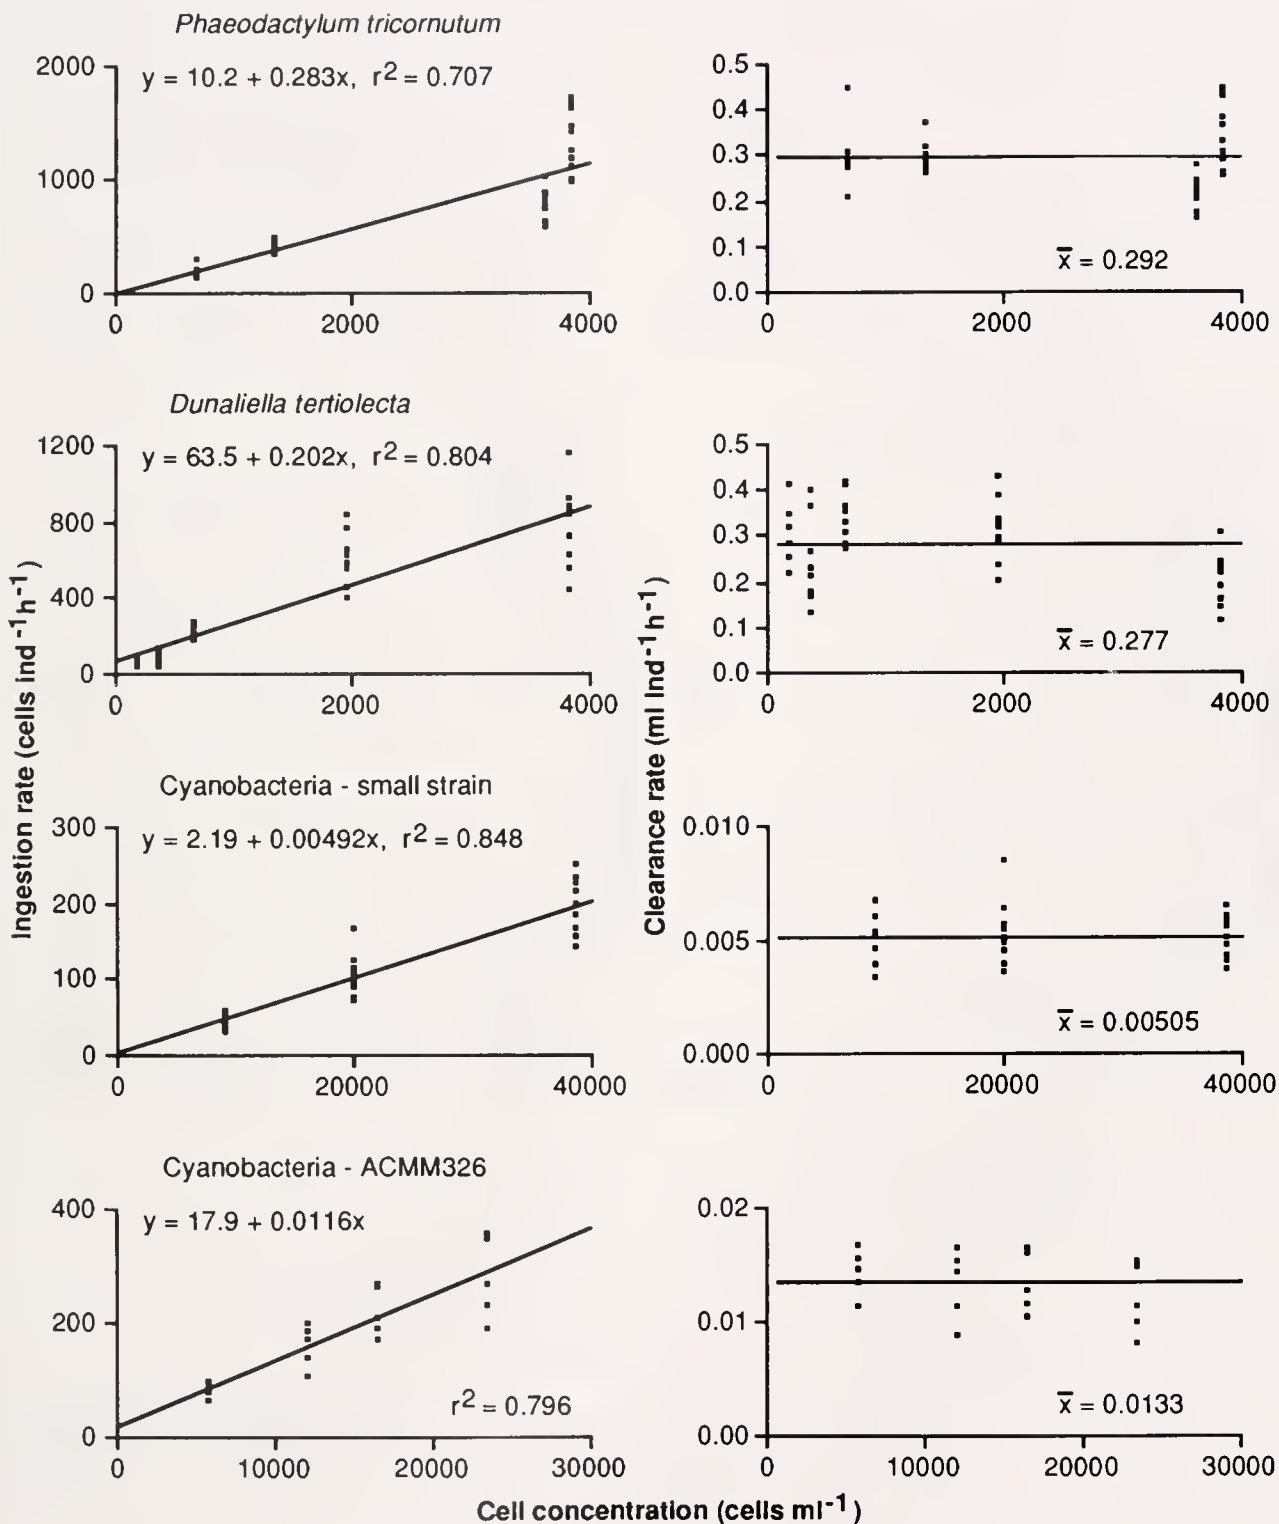 Phaeodactylum tricornutum
y = 10.2 + 0.283x, r² = 0.707
2000
1000
0
0 2000 4000
0.5
0.4
0.3
0.2
0.1
0.0
x̄ = 0.292
0 2000 4000
Dunaliella tertiolecta
y = 63.5 + 0.202x, r² = 0.804
1200
800
400
0
0 2000 4000
0.5
0.4
0.3
0.2
0.1
0.0
x̄ = 0.277
0 2000 4000
Ingestion rate (cells ind⁻¹h⁻¹)
Clearance rate (ml Ind⁻¹h⁻¹)
Cyanobacteria - small strain
y = 2.19 + 0.00492x, r² = 0.848
300
200
100
0
0 20000 40000
0.010
0.005
0.000
x̄ = 0.00505
0 20000 40000
Cyanobacteria - ACMM326
y = 17.9 + 0.0116x
400
200
0
r² = 0.796
0 10000 20000 30000
0.02
0.01
0.00
x̄ = 0.0133
0 10000 20000 30000
Cell concentration (cells ml⁻¹)